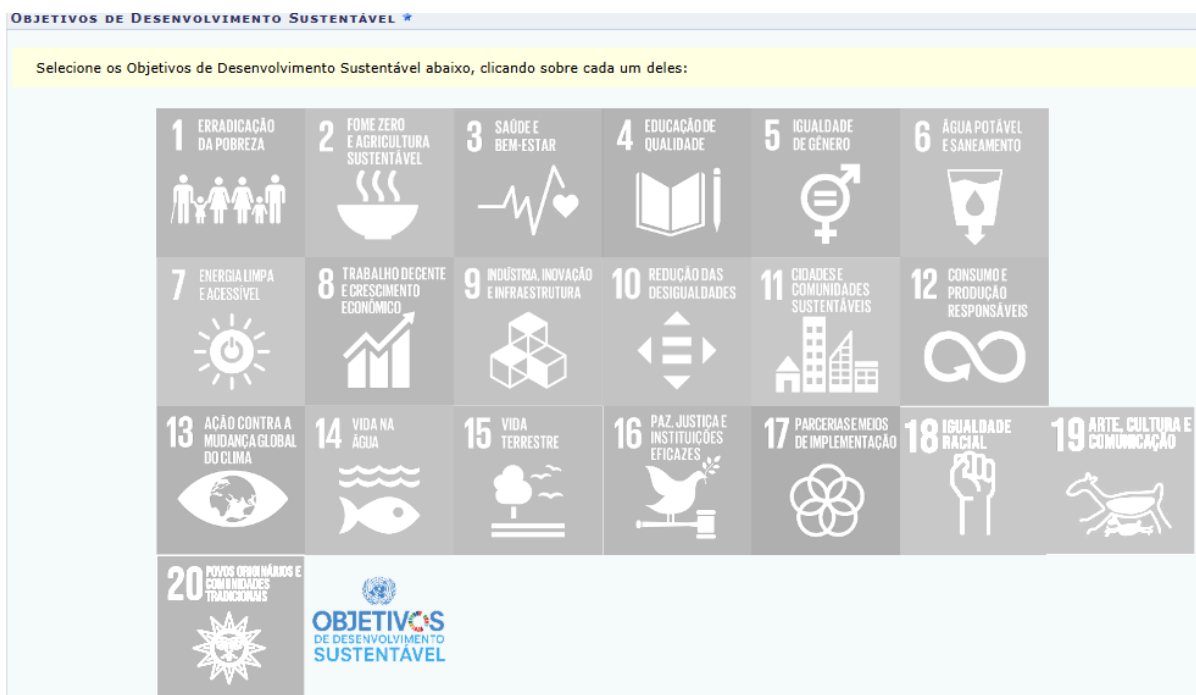 OBJETIVOS DE DESENVOLVIMENTO SUSTENTÁVEL
Selecione os Objetivos de Desenvolvimento Sustentável abaixo, clicando sobre cada um deles:
1 ERRADICAÇÃO
DA POBREZA
2 FOME ZERO
E AGRICULTURA
SUSTENTÁVEL
3 SAÚDE E
BEM-ESTAR
4 EDUCAÇÃO DE
QUALIDADE
5 IGUALDADE
DE GÊNERO
6 ÁGUA POTÁVEL
E SANEAMENTO
7 ENERGIA LIMPA
E ACESSÍVEL
8 TRABALHO DECENTE
E CRESCIMENTO
ECONÔMICO
9 INDÚSTRIA, INOVAÇÃO
E INFRAESTRUTURA
10 REDUÇÃO DAS
DESIGUALDADES
11 CIDADES E
COMUNIDADES
SUSTENTÁVEIS
12 CONSUMO E
PRODUÇÃO
RESPONSÁVEIS
13 AÇÃO CONTRA A
MUDANÇA GLOBAL
DO CLIMA
14 VIDA NA
ÁGUA
15 VIDA
TERRESTRE
16 PAZ, JUSTIÇA E
INSTITUIÇÕES
EFICAZES
17 PARCERIAS E MEIOS
DE IMPLEMENTAÇÃO
18 IGUALDADE
RACIAL
19 ARTE, CULTURA E
COMUNICAÇÃO
20 POVOS ORIGINÁRIOS E
COMUNIDADES
TRADICIONAIS
OBJETIVOS
DE DESENVOLVIMENTO
SUSTENTÁVEL